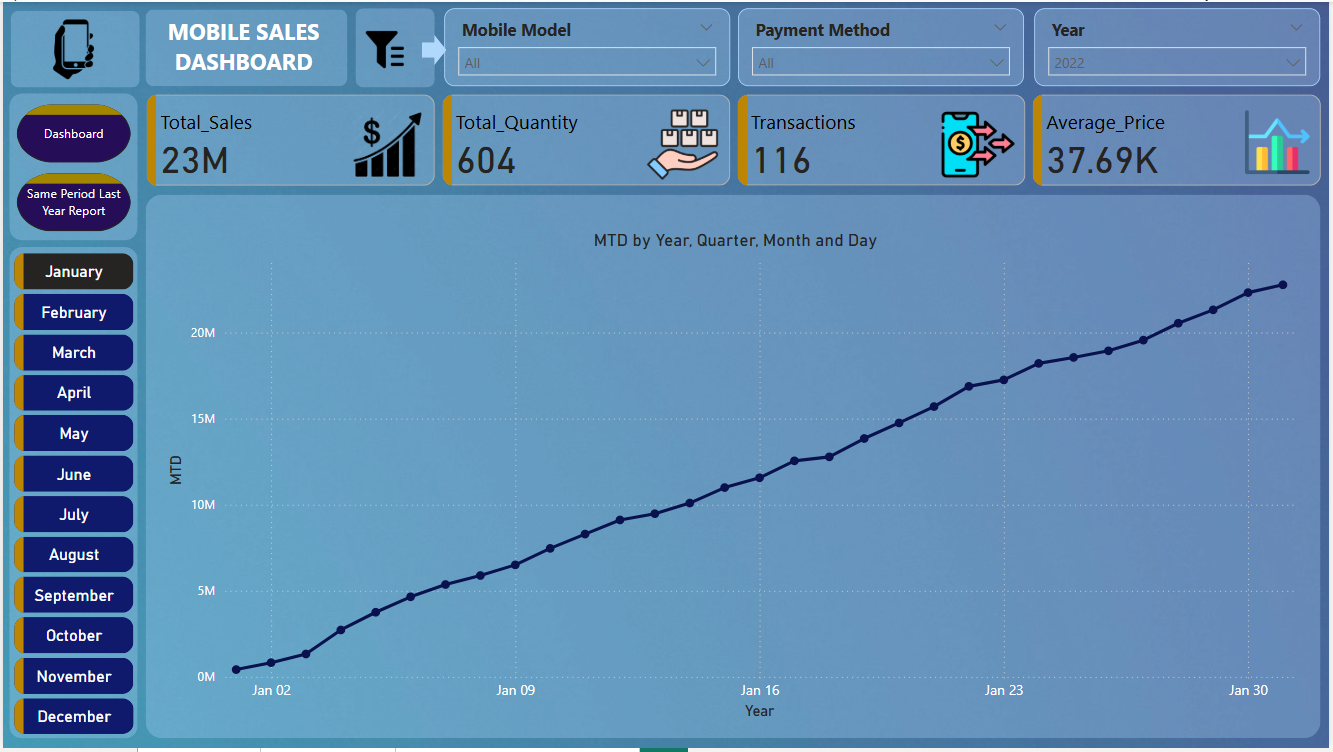 MOBILE SALES
DASHBOARD
Mobile Model
All
Payment Method
All
Year
2022
Dashboard
Same Period Last
Year Report
Total_Sales
23M
Total_Quantity
604
Transactions
116
Average_Price
37.69K
January
February
March
April
May
June
July
August
September
October
November
December
MTD by Year, Quarter, Month and Day
MTD
20M
15M
10M
5M
0M
Jan 02
Jan 09
Jan 16
Jan 23
Jan 30
Year